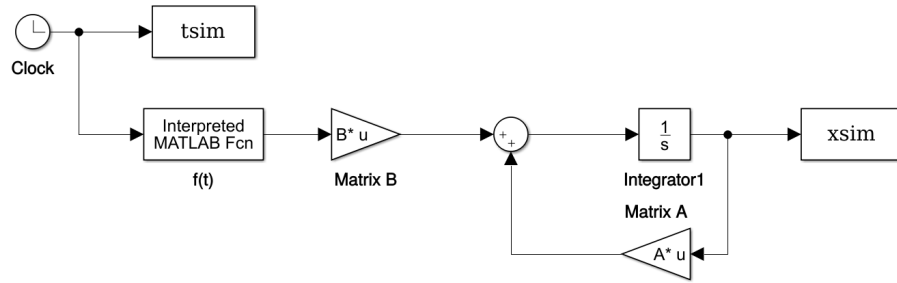 tsim
Clock
Interpreted
MATLAB Fcn
f(t)
B* u
Matrix B
+
+
1
s
Integrator1
xsim
Matrix A
A* u